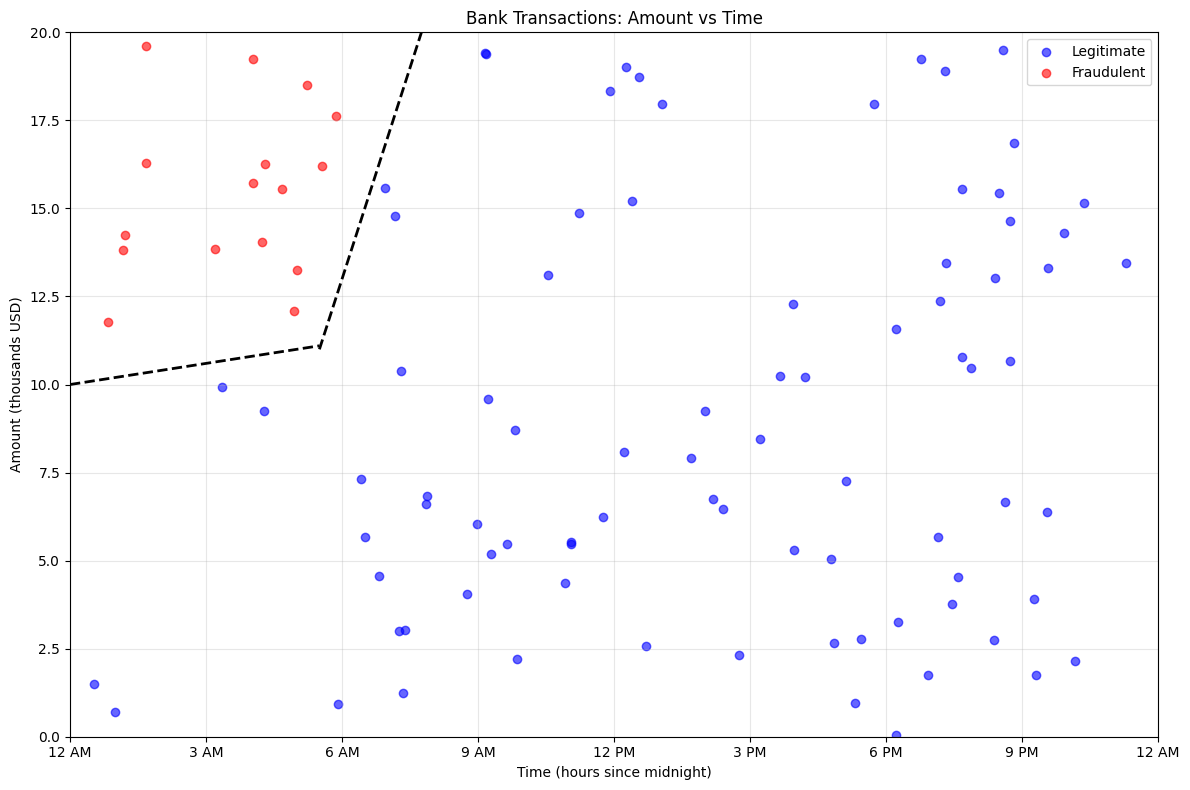 Bank Transactions: Amount vs Time
Legitimate
Fraudulent
Amount (thousands USD)
20.0
17.5
15.0
12.5
10.0
7.5
5.0
2.5
0.0
12 AM 3 AM 6 AM 9 AM 12 PM 3 PM 6 PM 9 PM 12 AM
Time (hours since midnight)